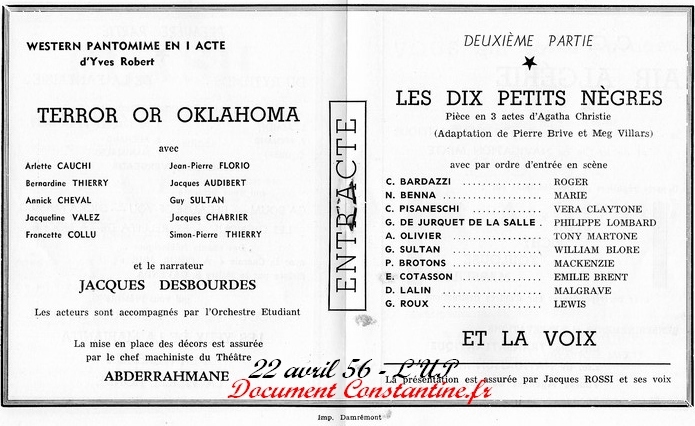 WESTERN PANTOMIME EN 1 ACTE
d'Yves Robert
TERROR OR OKLAHOMA
avec
Arlette CAUCHI Jean-Pierre FLORIO
Bernardine THIERRY Jacques AUDIBERT
Annick CHEVAL Guy SULTAN
Jacqueline VALEZ Jacques CHABRIER
Francette COLLU Simon-Pierre THIERRY
et le narrateur
JACQUES DESBOURDES
Les acteurs sont accompagnés par l'Orchestre Etudiant
La mise en place des décors est assurée
par le chef machiniste du Théâtre
ABDERRAHMANE
ENTR'ACTE
DEUXIÈME PARTIE
LES DIX PETITS NÈGRES
Pièce en 3 actes d'Agatha Christie
(Adaptation de Pierre Brive et Meg Villars)
avec par ordre d'entrée en scène
C. BARDAZZI ................ ROGER
N. BENNA ................ MARIE
C. PISANESCHI ................ VERA CLAYTONE
G. DE JURQUET DE LA SALLE . PHILIPPE LOMBARD
A. OLIVIER ................ TONY MARTONE
G. SULTAN ................ WILLIAM BLORE
P. BROTONS ................ MACKENZIE
E. COTASSON ................ EMILIE BRENT
D. LALIN ................ MALGRAVE
G. ROUX ................ LEWIS
ET LA VOIX
La présentation est assurée par Jacques ROSSI et ses voix
22 avril 56 - L'UP
Document Constantine.fr
Imp. Damrémont